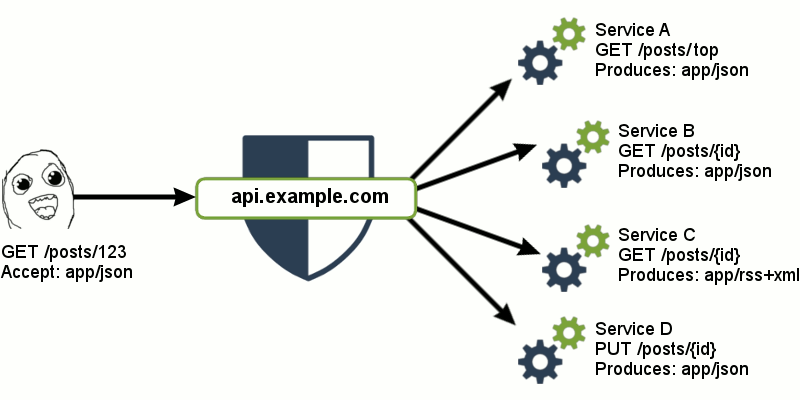 Service A
GET /posts/top
Produces: app/json
Service B
GET /posts/{id}
Produces: app/json
api.example.com
GET /posts/123
Accept: app/json
Service C
GET /posts/{id}
Produces: app/rss+xml
Service D
PUT /posts/{id}
Produces: app/json